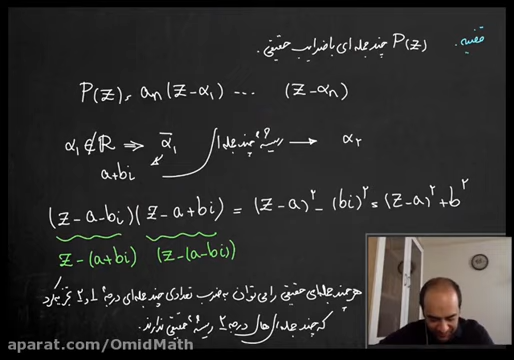 قضیه. P(z) چندجمله‌ای با ضرایب حقیقی.
P(z) = an (z-α₁) .... (z-αn)
α₁ ∉ ℝ ⇒ ᾱ₁ ریشه‌ی چندجمله‌ای → α₂
a+bi
(z-a-bi)(z-a+bi) = (z-a)² - (bi)² = (z-a)² + b²
z-(a+bi) (z-(a-bi))
هر چندجمله‌ای حقیقی را می‌توان به ضرب تعدادی چندجمله‌ای درجه‌ی ۱ و ۲ تجزیه کرد
که چندجمله‌ای‌های درجه ۲ ریشه‌ی حقیقی ندارند.
aparat.com/OmidMath